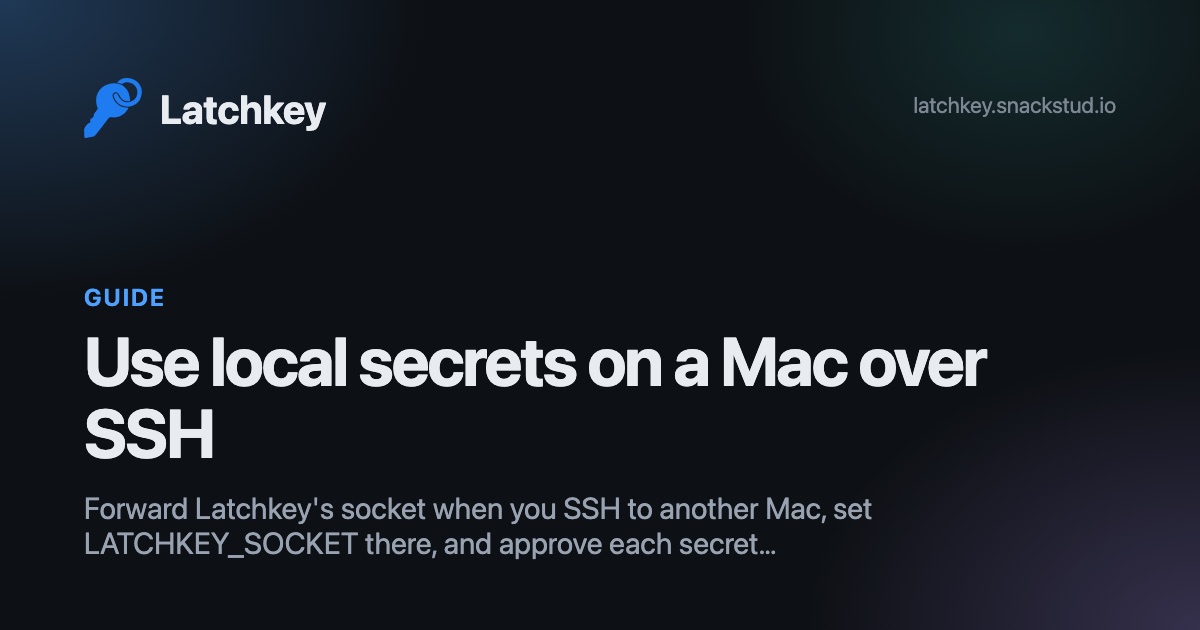 Latchkey
latchkey.snackstud.io
GUIDE
Use local secrets on a Mac over
SSH
Forward Latchkey's socket when you SSH to another Mac, set
LATCHKEY_SOCKET there, and approve each secret...